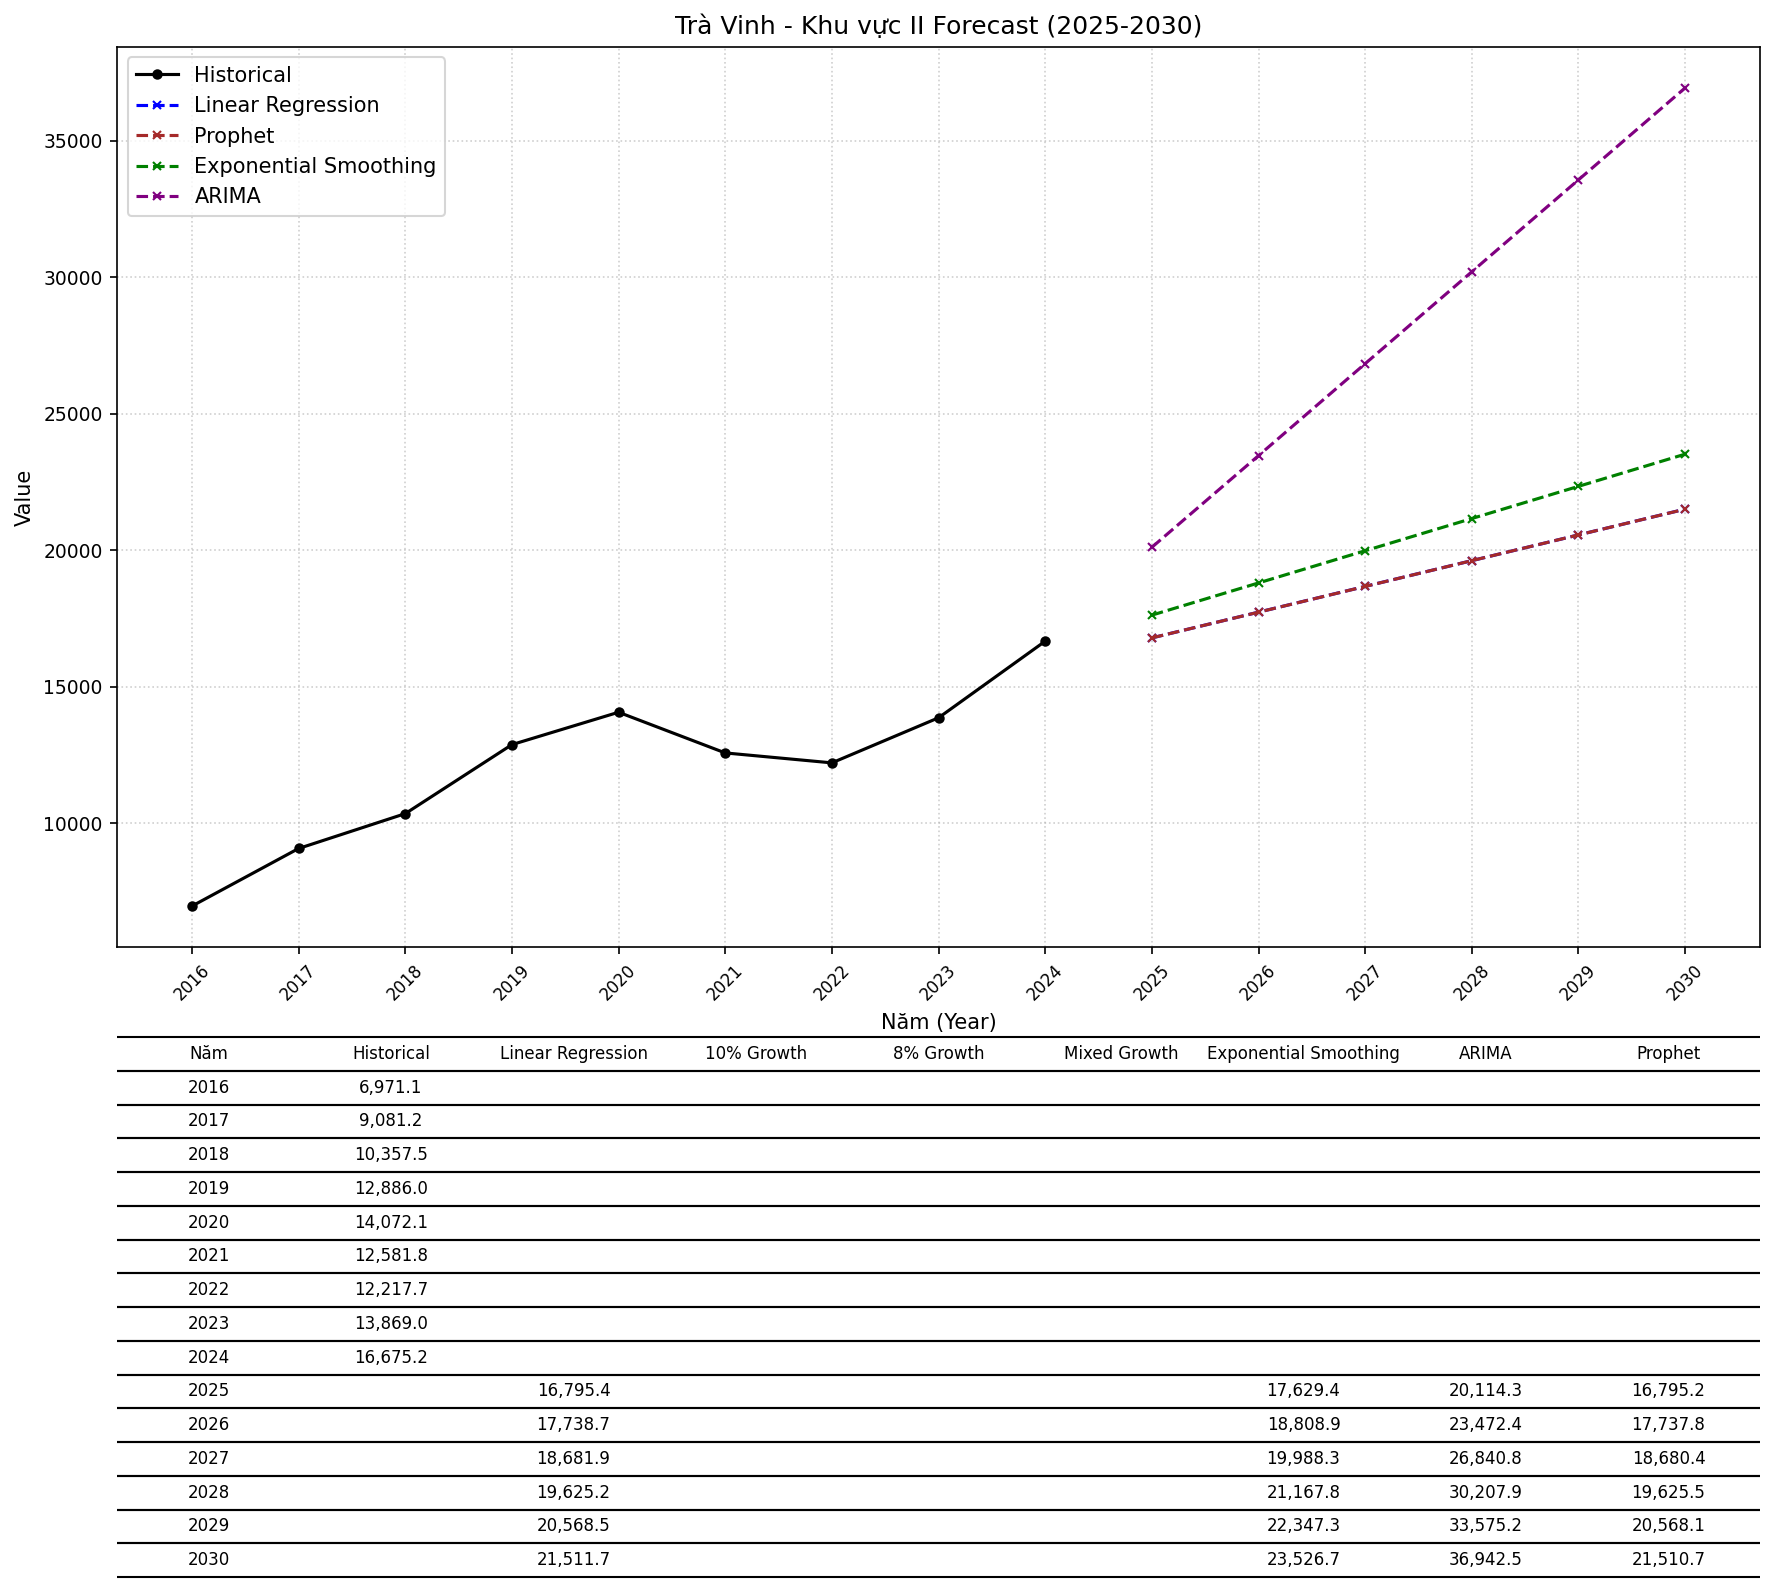 Trà Vinh - Khu vực II Forecast (2025-2030)
Historical
Linear Regression
Prophet
Exponential Smoothing
ARIMA
Value
35000
30000
25000
20000
15000
10000
2016 2017 2018 2019 2020 2021 2022 2023 2024 2025 2026 2027 2028 2029 2030
Năm (Year)
Năm Historical Linear Regression 10% Growth 8% Growth Mixed Growth Exponential Smoothing ARIMA Prophet
2016 6,971.1
2017 9,081.2
2018 10,357.5
2019 12,886.0
2020 14,072.1
2021 12,581.8
2022 12,217.7
2023 13,869.0
2024 16,675.2
2025 16,795.4 17,629.4 20,114.3 16,795.2
2026 17,738.7 18,808.9 23,472.4 17,737.8
2027 18,681.9 19,988.3 26,840.8 18,680.4
2028 19,625.2 21,167.8 30,207.9 19,625.5
2029 20,568.5 22,347.3 33,575.2 20,568.1
2030 21,511.7 23,526.7 36,942.5 21,510.7